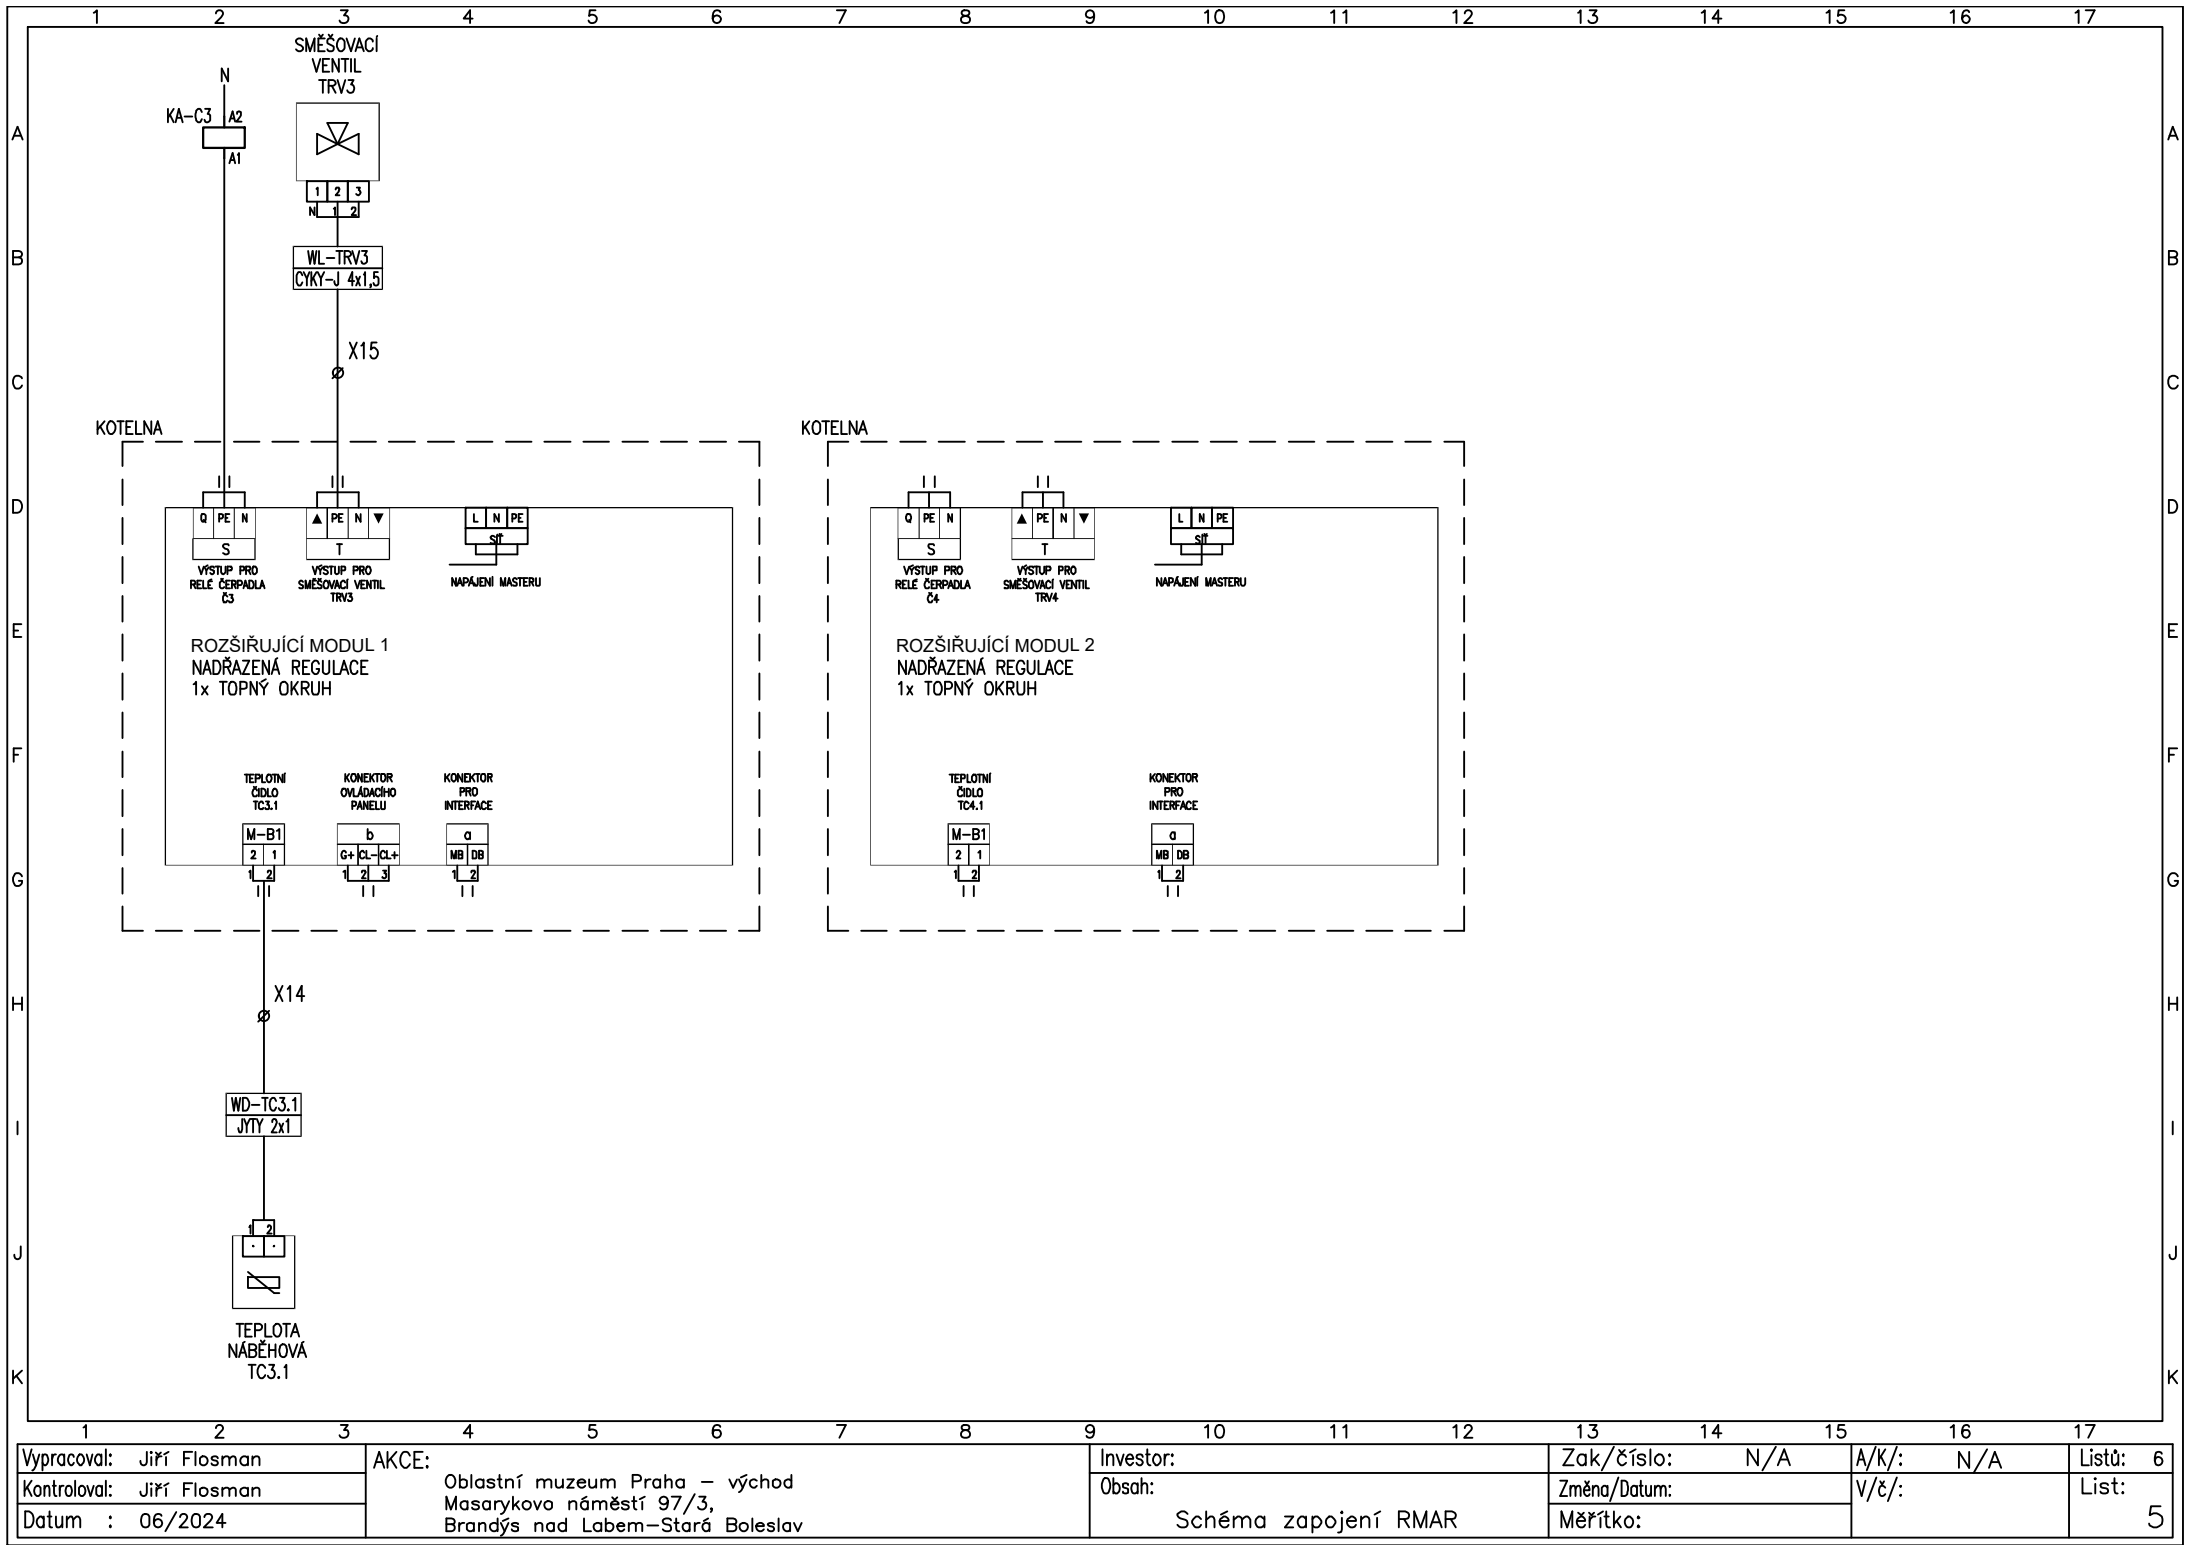 1 2 3 4 5 6 7 8 9 10 11 12 13 14 15 16 17
A
B
C
D
E
F
G
H
I
J
K
A
B
C
D
E
F
G
H
I
J
K
N
KA-C3
A2
A1
SMĚŠOVACÍ
VENTIL
TRV3
1 2 3
N 1 2
WL-TRV3
CYKY-J 4x1,5
X15
KOTELNA
Q PE N
S
VÝSTUP PRO
RELÉ ČERPADLA
Č3
▲ PE N ▼
T
VÝSTUP PRO
SMĚŠOVACÍ VENTIL
TRV3
L N PE
SÍŤ
NAPÁJENÍ MASTERU
ROZŠIŘUJÍCÍ MODUL 1
NADŘAZENÁ REGULACE
1x TOPNÝ OKRUH
TEPLOTNÍ
ČIDLO
TC3.1
M-B1
2 1
1 2
KONEKTOR
OVLÁDACÍHO
PANELU
b
G+ CL- CL+
1 2 3
KONEKTOR
PRO
INTERFACE
a
MB DB
1 2
X14
WD-TC3.1
JYTY 2x1
1 2
TEPLOTA
NÁBĚHOVÁ
TC3.1
KOTELNA
Q PE N
S
VÝSTUP PRO
RELÉ ČERPADLA
Č4
▲ PE N ▼
T
VÝSTUP PRO
SMĚŠOVACÍ VENTIL
TRV4
L N PE
SÍŤ
NAPÁJENÍ MASTERU
ROZŠIŘUJÍCÍ MODUL 2
NADŘAZENÁ REGULACE
1x TOPNÝ OKRUH
TEPLOTNÍ
ČIDLO
TC4.1
M-B1
2 1
1 2
KONEKTOR
PRO
INTERFACE
a
MB DB
1 2
1 2 3 4 5 6 7 8 9 10 11 12 13 14 15 16 17
Vypracoval: Jiří Flosman
Kontroloval: Jiří Flosman
Datum : 06/2024
AKCE:
Oblastní muzeum Praha – východ
Masarykovo náměstí 97/3,
Brandýs nad Labem–Stará Boleslav
Investor:
Obsah:
Schéma zapojení RMAR
Zak/číslo: N/A
Změna/Datum:
Měřítko:
A/K/: N/A
V/č/:
Listů: 6
List:
5